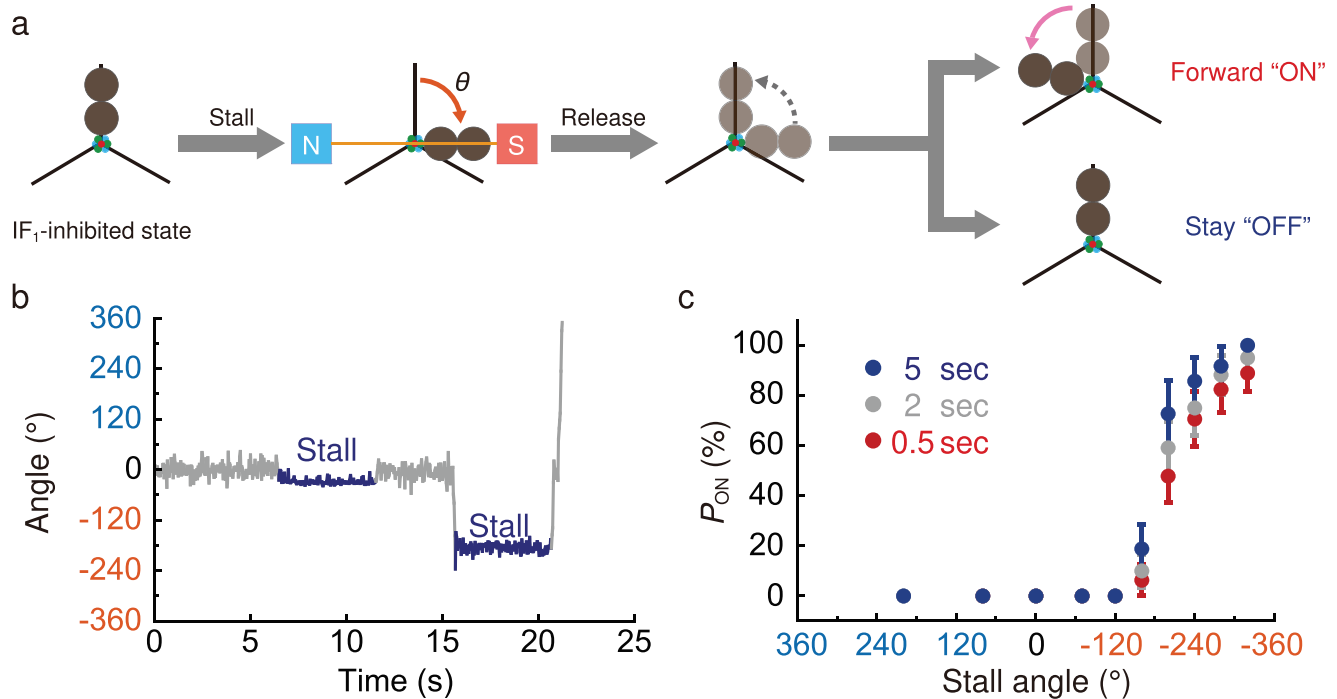 a
θ
Stall
N
S
Release
Forward “ON”
IF₁-inhibited state
Stay “OFF”
b
360
240
120
0
-120
-240
-360
Angle (°)
Stall
Stall
0
5
10
15
20
25
Time (s)
c
100
80
60
40
20
0
P_ON (%)
5 sec
2 sec
0.5 sec
360
240
120
0
-120
-240
-360
Stall angle (°)